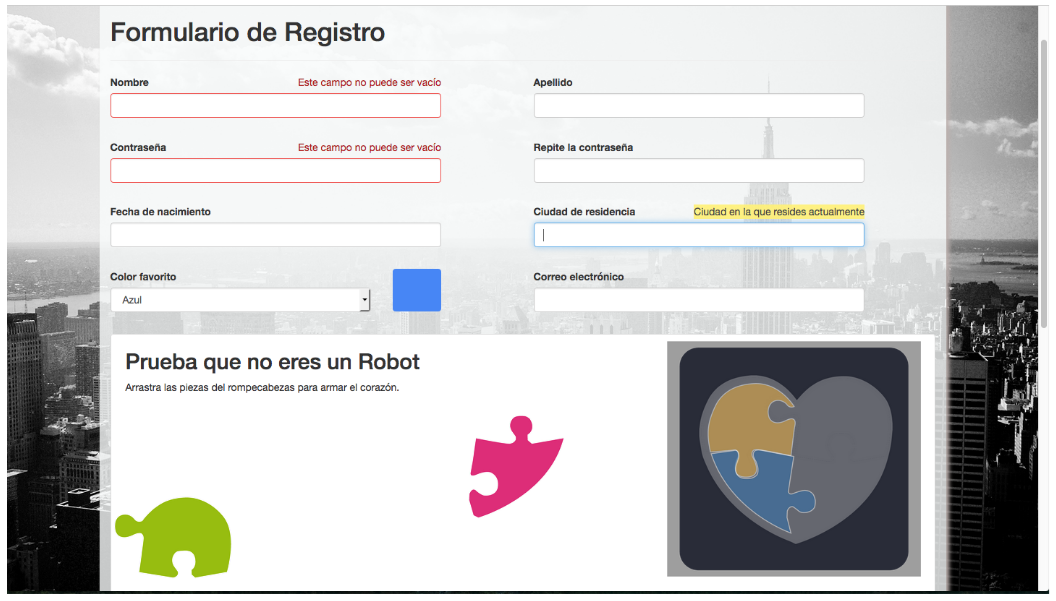 Formulario de Registro
Nombre Este campo no puede ser vacío
Apellido
Contraseña Este campo no puede ser vacío
Repite la contraseña
Fecha de nacimiento
Ciudad de residencia Ciudad en la que resides actualmente
Color favorito
Azul
Correo electrónico
Prueba que no eres un Robot
Arrastra las piezas del rompecabezas para armar el corazón.